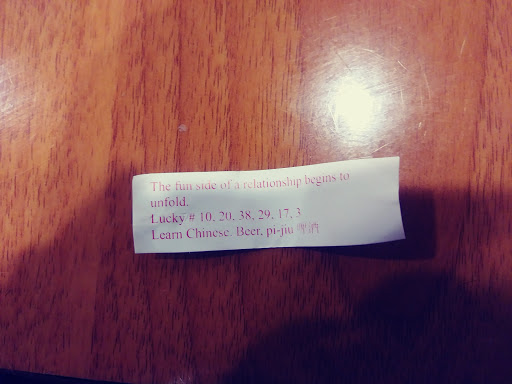 The fun side of a relationship begins to
unfold.
Lucky # 10, 20, 38, 29, 17, 3
Learn Chinese. Beer, pi-jiu 啤酒